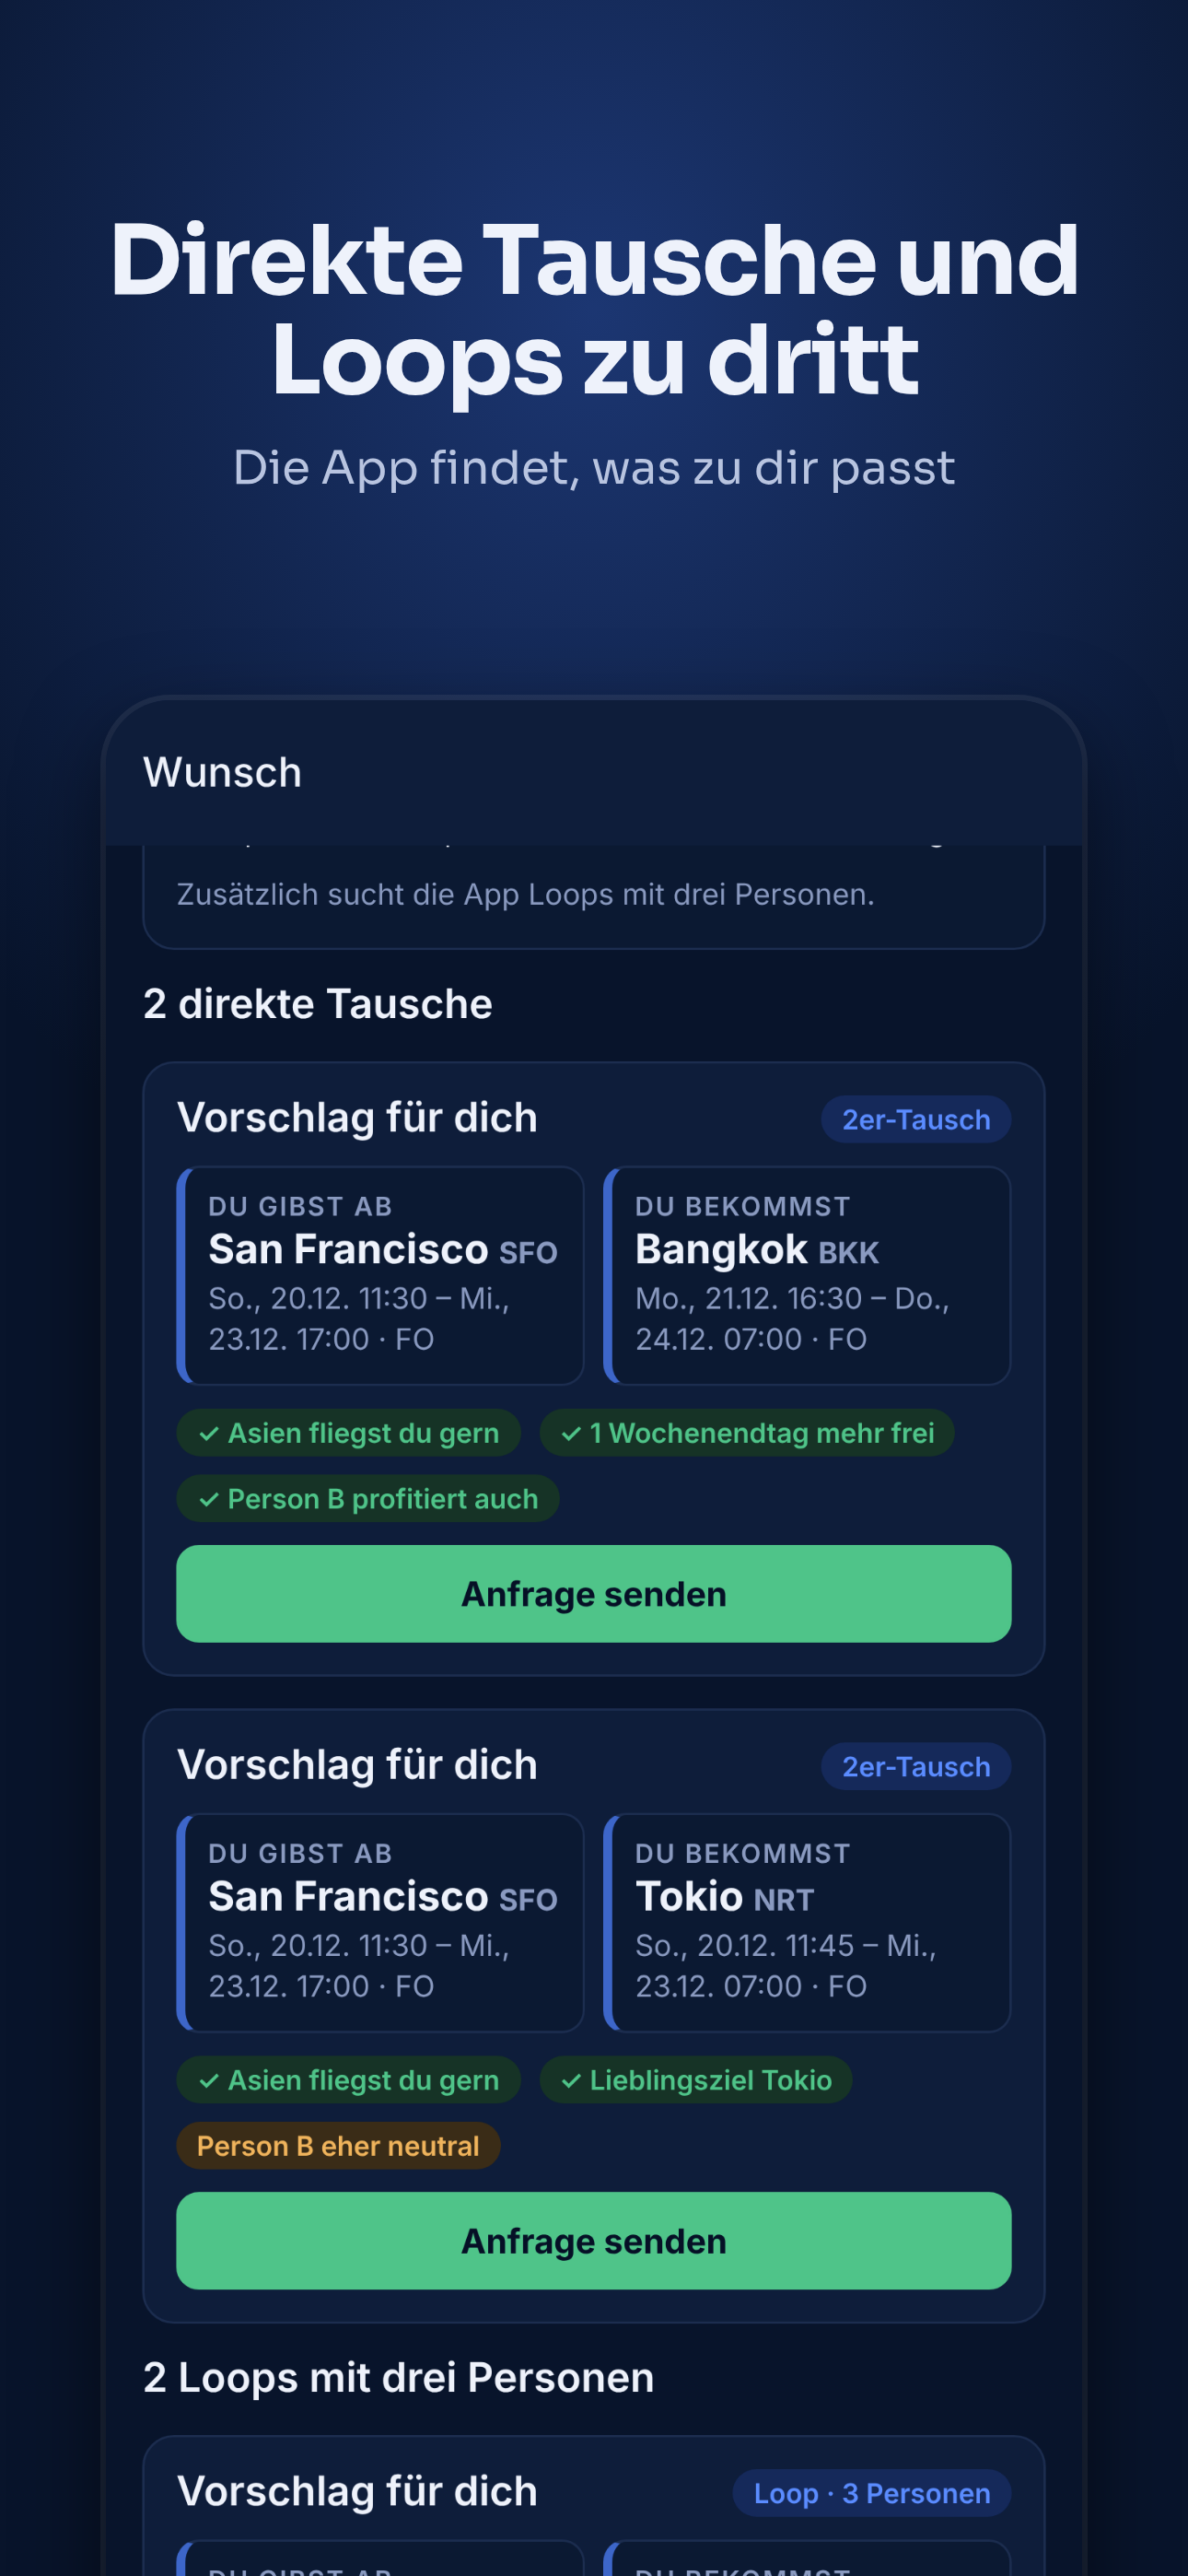 Direkte Tausche und
Loops zu dritt
Die App findet, was zu dir passt
Wunsch
Zusätzlich sucht die App Loops mit drei Personen.
2 direkte Tausche
Vorschlag für dich
2er-Tausch
DU GIBST AB
San Francisco SFO
So., 20.12. 11:30 – Mi.,
23.12. 17:00 · FO
DU BEKOMMST
Bangkok BKK
Mo., 21.12. 16:30 – Do.,
24.12. 07:00 · FO
✓ Asien fliegst du gern
✓ 1 Wochenendtag mehr frei
✓ Person B profitiert auch
Anfrage senden
Vorschlag für dich
2er-Tausch
DU GIBST AB
San Francisco SFO
So., 20.12. 11:30 – Mi.,
23.12. 17:00 · FO
DU BEKOMMST
Tokio NRT
So., 20.12. 11:45 – Mi.,
23.12. 07:00 · FO
✓ Asien fliegst du gern
✓ Lieblingsziel Tokio
Person B eher neutral
Anfrage senden
2 Loops mit drei Personen
Vorschlag für dich
Loop · 3 Personen
DU GIBST AB
DU BEKOMMST